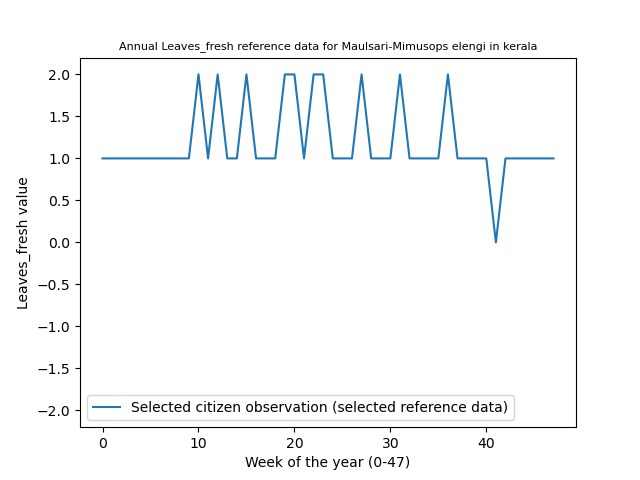 Annual Leaves_fresh reference data for Maulsari-Mimusops elengi in kerala
2.0
1.5
1.0
0.5
0.0
−0.5
−1.0
−1.5
−2.0
Leaves_fresh value
Selected citizen observation (selected reference data)
0 10 20 30 40
Week of the year (0-47)